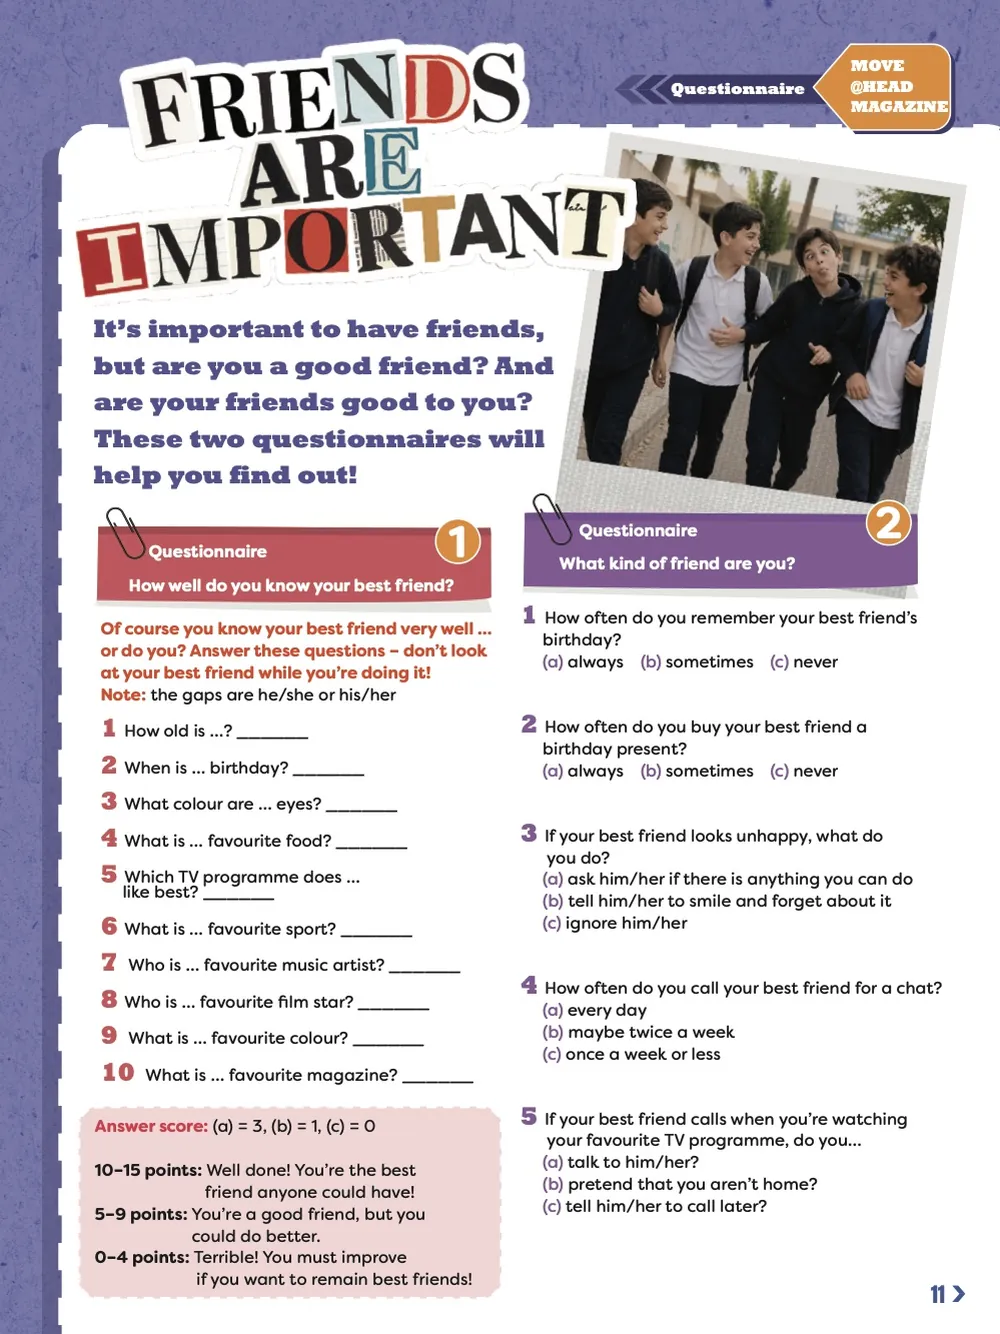 FRIENDS
ARE
IMPORTANT
Questionnaire
MOVE
@HEAD
MAGAZINE
It's important to have friends,
but are you a good friend? And
are your friends good to you?
These two questionnaires will
help you find out!
1
Questionnaire
How well do you know your best friend?
Of course you know your best friend very well ...
or do you? Answer these questions – don't look
at your best friend while you're doing it!
Note: the gaps are he/she or his/her
1 How old is ...? _______
2 When is ... birthday? _______
3 What colour are ... eyes? _______
4 What is ... favourite food? _______
5 Which TV programme does ...
like best? _______
6 What is ... favourite sport? _______
7 Who is ... favourite music artist? _______
8 Who is ... favourite film star? _______
9 What is ... favourite colour? _______
10 What is ... favourite magazine? _______
Answer score: (a) = 3, (b) = 1, (c) = 0
10–15 points: Well done! You're the best
friend anyone could have!
5–9 points: You're a good friend, but you
could do better.
0–4 points: Terrible! You must improve
if you want to remain best friends!
2
Questionnaire
What kind of friend are you?
1 How often do you remember your best friend's
birthday?
(a) always (b) sometimes (c) never
2 How often do you buy your best friend a
birthday present?
(a) always (b) sometimes (c) never
3 If your best friend looks unhappy, what do
you do?
(a) ask him/her if there is anything you can do
(b) tell him/her to smile and forget about it
(c) ignore him/her
4 How often do you call your best friend for a chat?
(a) every day
(b) maybe twice a week
(c) once a week or less
5 If your best friend calls when you're watching
your favourite TV programme, do you...
(a) talk to him/her?
(b) pretend that you aren't home?
(c) tell him/her to call later?
11